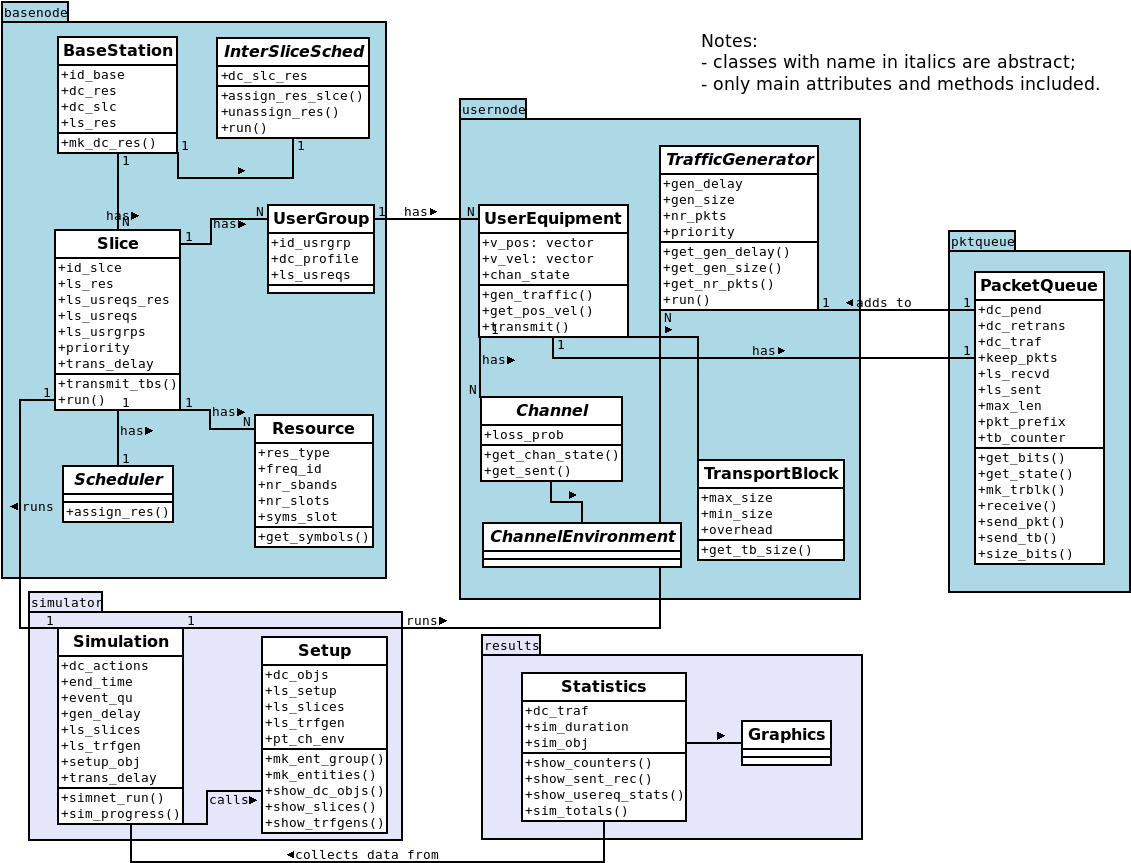 basenode
BaseStation
+id_base
+dc_res
+dc_slc
+ls_res
+mk_dc_res()
InterSliceSched
+dc_slc_res
+assign_res_slce()
+unassign_res()
+run()
1
1
1
has
N
Slice
+id_slce
+ls_res
+ls_usreqs_res
+ls_usreqs
+ls_usrgrps
+priority
+trans_delay
+transmit_tbs()
+run()
1
has
N
UserGroup
+id_usrgrp
+dc_profile
+ls_usreqs
1
has
N
1
has
N
Resource
+res_type
+freq_id
+nr_sbands
+nr_slots
+syms_slot
+get_symbols()
1
has
1
Scheduler
+assign_res()
1
runs
Notes:
- classes with name in italics are abstract;
- only main attributes and methods included.
usernode
UserEquipment
+v_pos: vector
+v_vel: vector
+chan_state
+gen_traffic()
+get_pos_vel()
+transmit()
TrafficGenerator
+gen_delay
+gen_size
+nr_pkts
+priority
+get_gen_delay()
+get_gen_size()
+get_nr_pkts()
+run()
1
adds to
1
N
1
has
1
1
has
N
Channel
+loss_prob
+get_chan_state()
+get_sent()
ChannelEnvironment
TransportBlock
+max_size
+min_size
+overhead
+get_tb_size()
pktqueue
PacketQueue
+dc_pend
+dc_retrans
+dc_traf
+keep_pkts
+ls_recvd
+ls_sent
+max_len
+pkt_prefix
+tb_counter
+get_bits()
+get_state()
+mk_trblk()
+receive()
+send_pkt()
+send_tb()
+size_bits()
simulator
1
1
runs
Simulation
+dc_actions
+end_time
+event_qu
+gen_delay
+ls_slices
+ls_trfgen
+setup_obj
+trans_delay
+simnet_run()
+sim_progress()
calls
Setup
+dc_objs
+ls_setup
+ls_slices
+ls_trfgen
+pt_ch_env
+mk_ent_group()
+mk_entities()
+show_dc_objs()
+show_slices()
+show_trfgens()
results
Statistics
+dc_traf
+sim_duration
+sim_obj
+show_counters()
+show_sent_rec()
+show_usereq_stats()
+sim_totals()
Graphics
collects data from